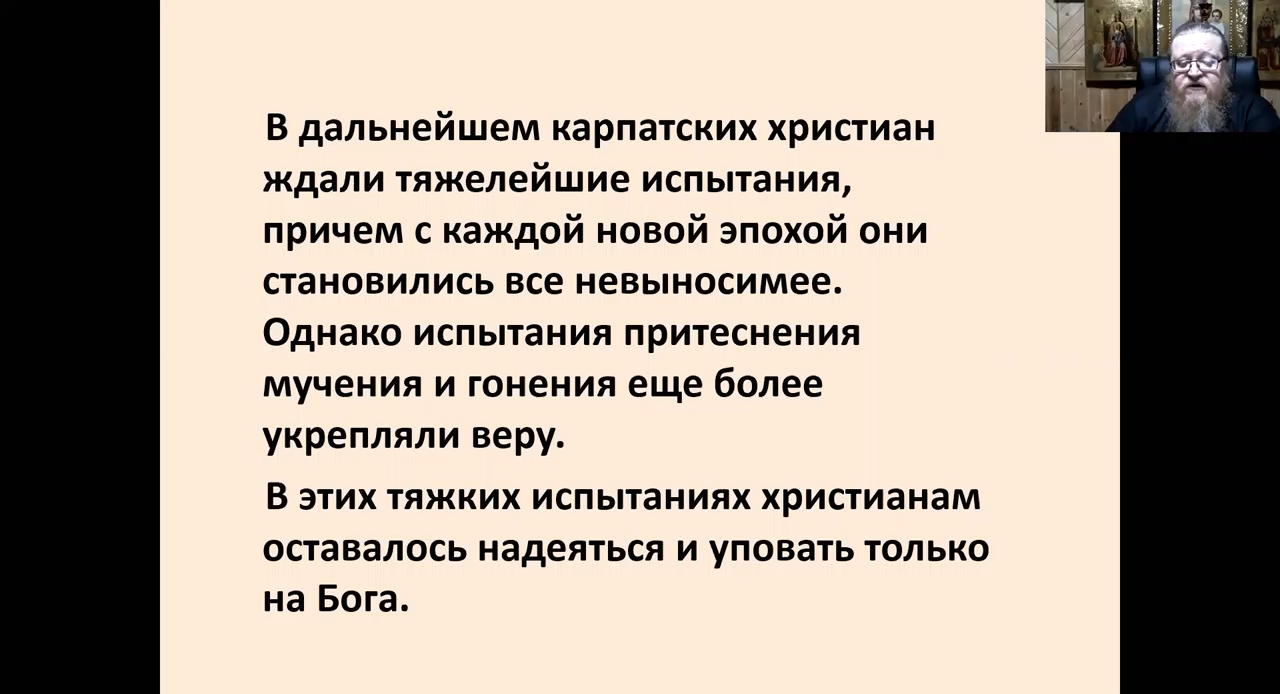 В дальнейшем карпатских христиан
ждали тяжелейшие испытания,
причем с каждой новой эпохой они
становились все невыносимее.
Однако испытания притеснения
мучения и гонения еще более
укрепляли веру.
В этих тяжких испытаниях христианам
оставалось надеяться и уповать только
на Бога.